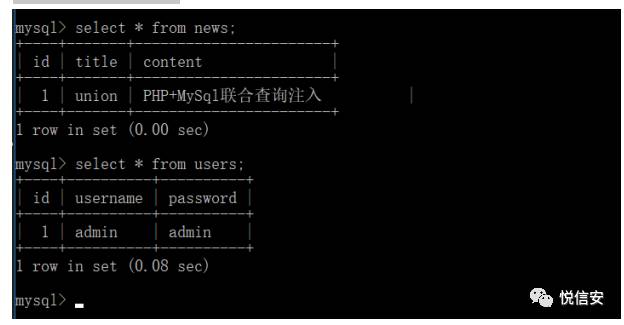 mysql> select * from news;
+----+-------+-----------------------+
| id | title | content |
+----+-------+-----------------------+
| 1 | union | PHP+MySql联合查询注入 |
+----+-------+-----------------------+
1 row in set (0.00 sec)
mysql> select * from users;
+----+----------+----------+
| id | username | password |
+----+----------+----------+
| 1 | admin | admin |
+----+----------+----------+
1 row in set (0.08 sec)
mysql>
悦信安